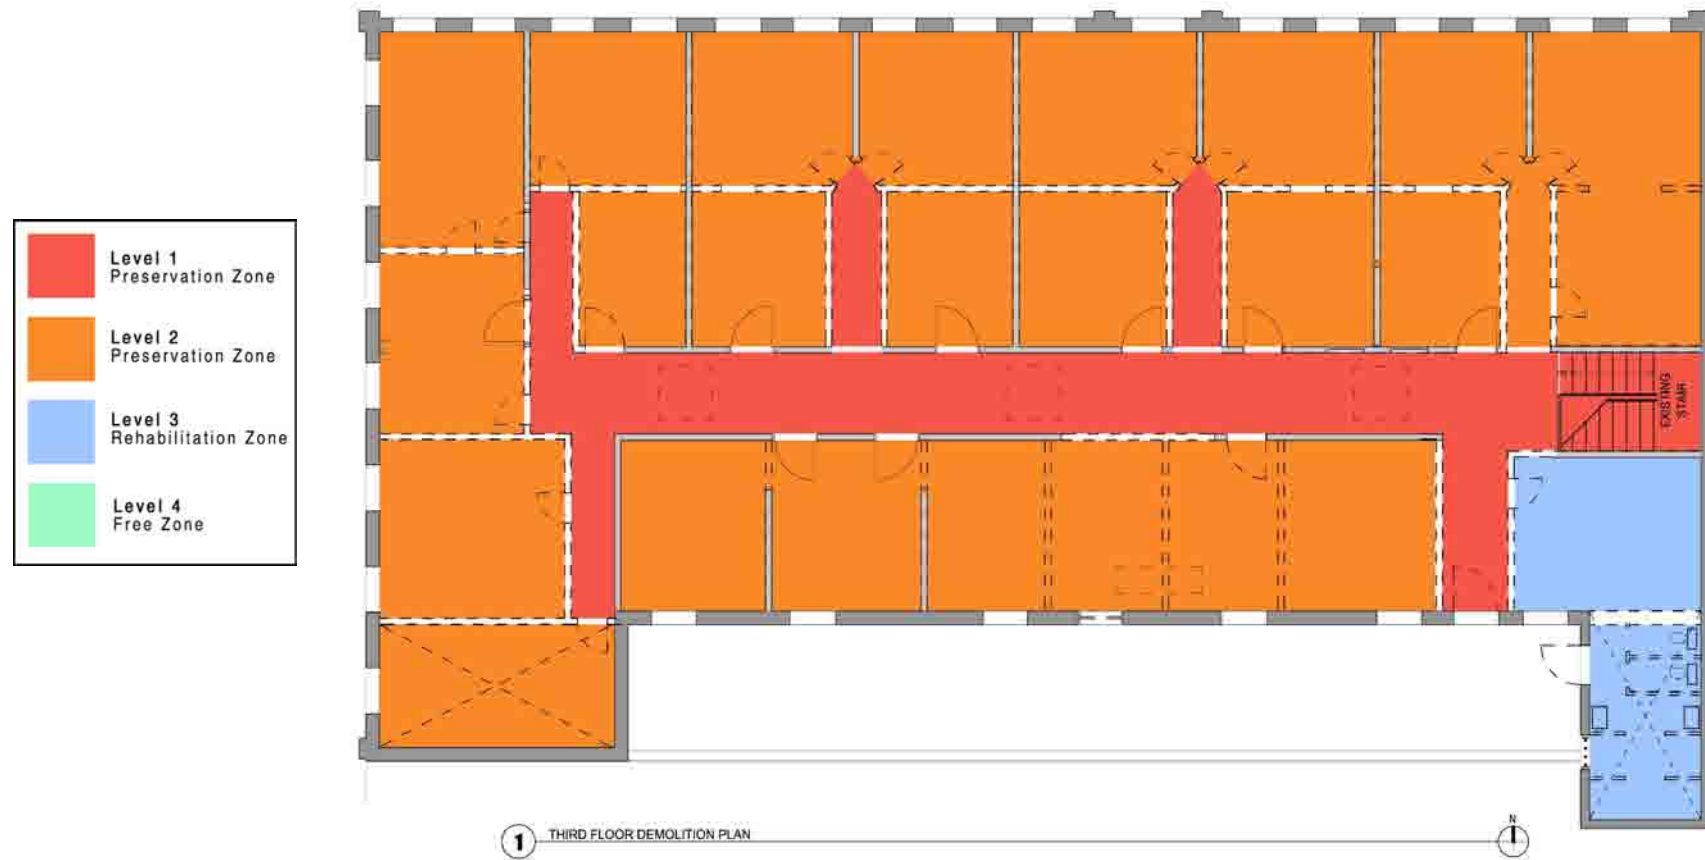 Level 1
Preservation Zone
Level 2
Preservation Zone
Level 3
Rehabilitation Zone
Level 4
Free Zone
EXISTING
STAIR
1 THIRD FLOOR DEMOLITION PLAN
N